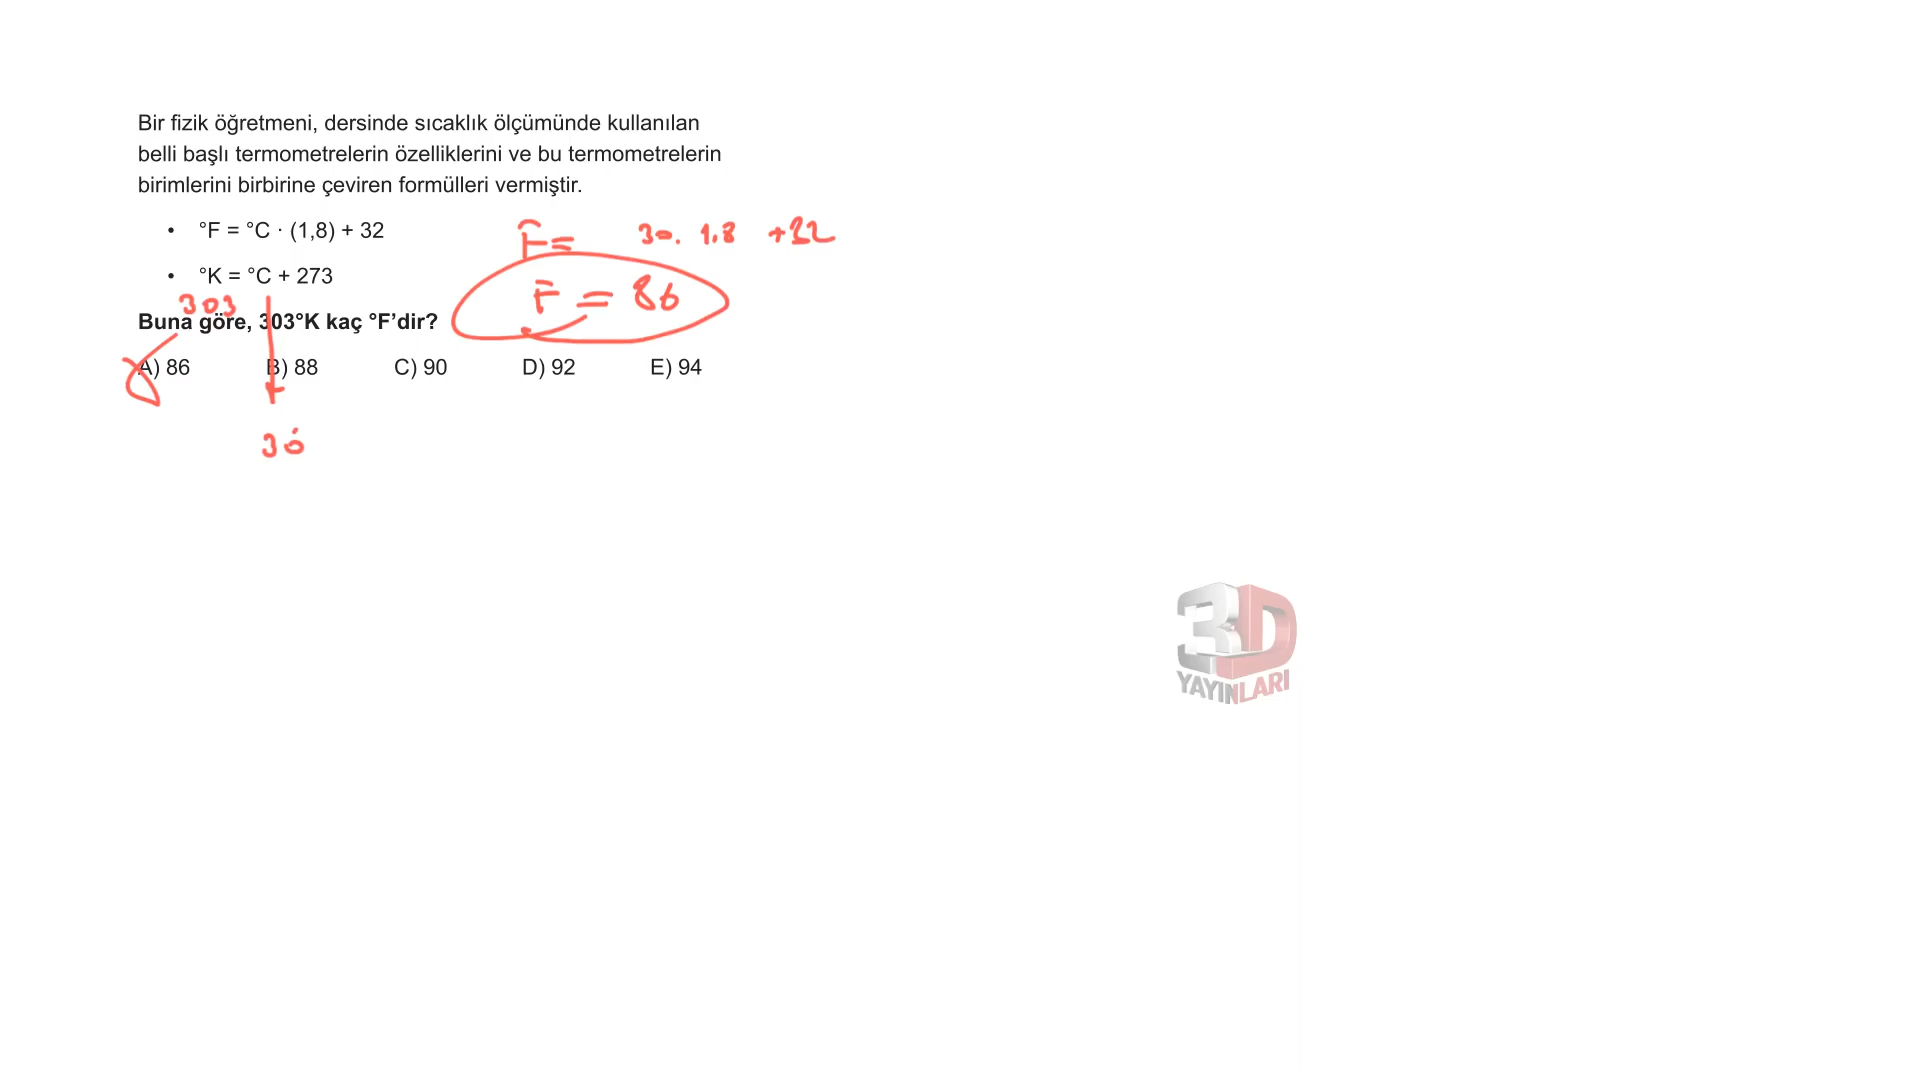 Bir fizik öğretmeni, dersinde sıcaklık ölçümünde kullanılan
belli başlı termometrelerin özelliklerini ve bu termometrelerin
birimlerini birbirine çeviren formülleri vermiştir.
• °F = °C · (1,8) + 32
F = 30. 1,8 +32
• °K = °C + 273
F = 86
303
Buna göre, 303°K kaç °F’dir?
A) 86 B) 88 C) 90 D) 92 E) 94
30
3D
YAYINLARI